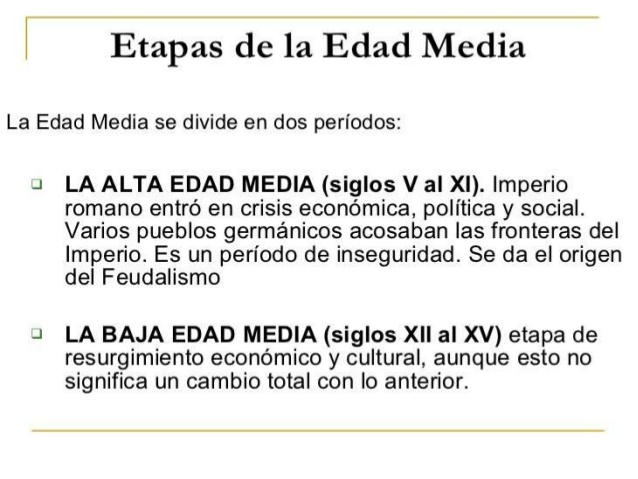 Etapas de la Edad Media
La Edad Media se divide en dos períodos:
LA ALTA EDAD MEDIA (siglos V al XI). Imperio
romano entró en crisis económica, política y social.
Varios pueblos germánicos acosaban las fronteras del
Imperio. Es un período de inseguridad. Se da el origen
del Feudalismo
LA BAJA EDAD MEDIA (siglos XII al XV) etapa de
resurgimiento económico y cultural, aunque esto no
significa un cambio total con lo anterior.